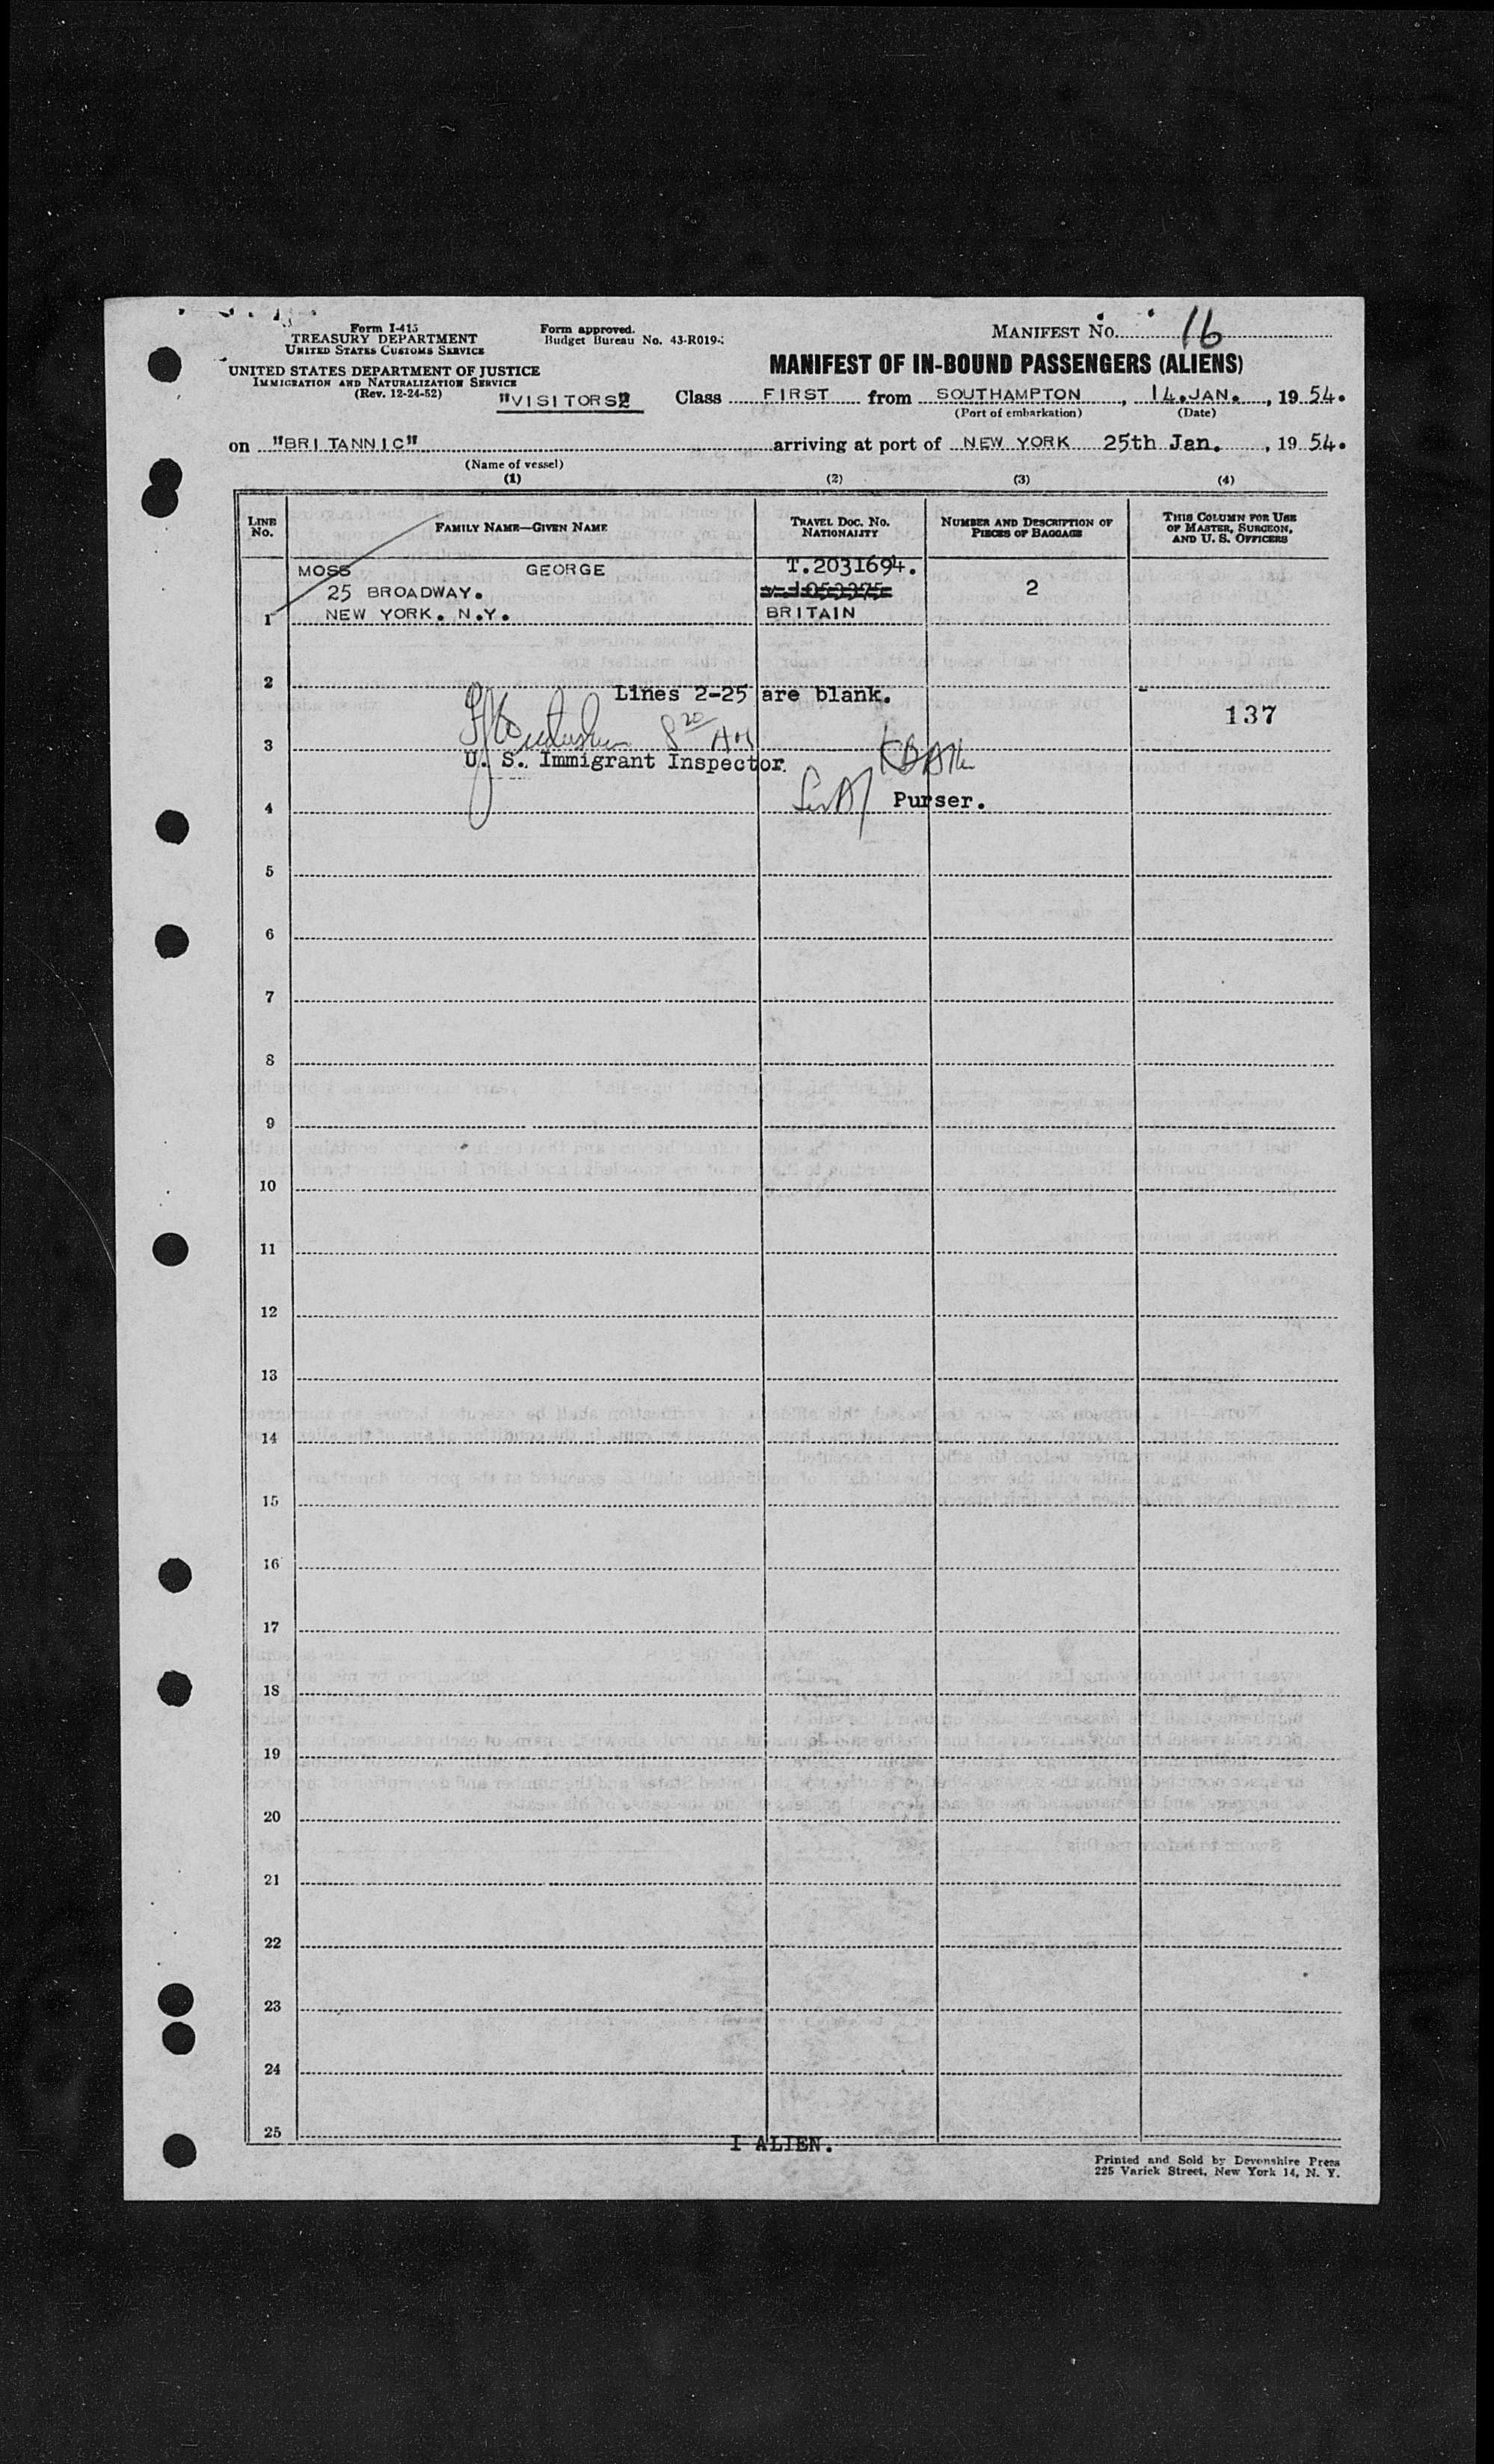 Form I-415
TREASURY DEPARTMENT
UNITED STATES CUSTOMS SERVICE
UNITED STATES DEPARTMENT OF JUSTICE
IMMIGRATION AND NATURALIZATION SERVICE
(Rev. 12-24-52)
Form approved.
Budget Bureau No. 43-R019-
"VISITORS"
MANIFEST NO. 16
MANIFEST OF IN-BOUND PASSENGERS (ALIENS)
Class FIRST from SOUTHAMPTON, 14.JAN., 19 54.
(Port of embarkation) (Date)
on "BRITANNIC" arriving at port of NEW YORK 25th Jan., 19 54.
(Name of vessel)
(1) (2) (3) (4)
LINE NO.
FAMILY NAME—GIVEN NAME
TRAVEL DOC. NO. NATIONALITY
NUMBER AND DESCRIPTION OF PIECES OF BAGGAGE
THIS COLUMN FOR USE OF MASTER, SURGEON, AND U. S. OFFICERS
MOSS GEORGE T.2031694.
25 BROADWAY. 2
1 NEW YORK. N.Y. BRITAIN
2
Lines 2-25 are blank.
137
8 20 AM
3
U. S. Immigrant Inspector.
Purser.
4
5
6
7
8
9
10
11
12
13
14
15
16
17
18
19
20
21
22
23
24
25
I ALIEN.
Printed and Sold by Devonshire Press
225 Varick Street, New York 14, N. Y.